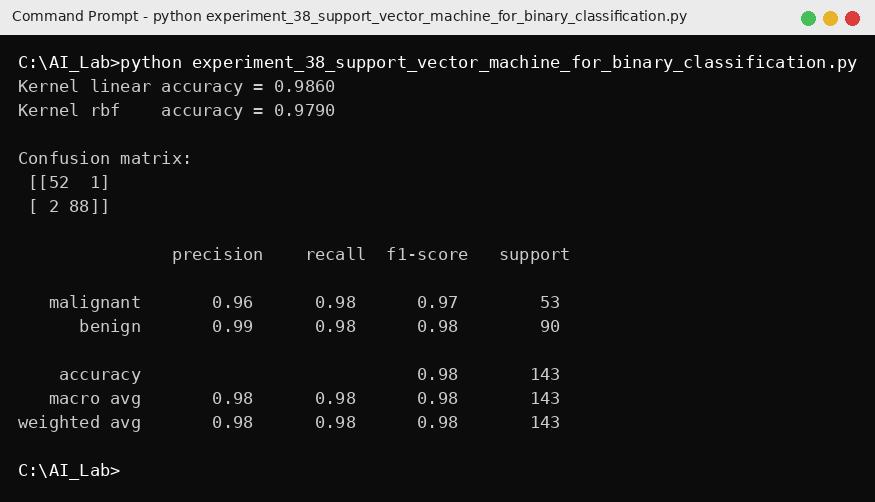 Command Prompt - python experiment_38_support_vector_machine_for_binary_classification.py
C:\AI_Lab>python experiment_38_support_vector_machine_for_binary_classification.py
Kernel linear accuracy = 0.9860
Kernel rbf    accuracy = 0.9790
Confusion matrix:
 [[52  1]
 [ 2 88]]
               precision    recall  f1-score   support
   malignant       0.96      0.98      0.97        53
      benign       0.99      0.98      0.98        90
    accuracy                           0.98       143
   macro avg       0.98      0.98      0.98       143
weighted avg       0.98      0.98      0.98       143
C:\AI_Lab>